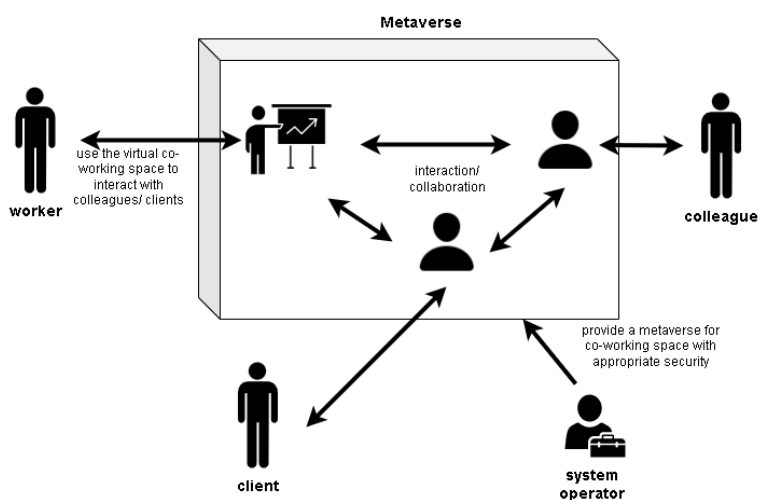 Metaverse
use the virtual co-
working space to
interact with
colleagues/ clients
worker
interaction/
collaboration
colleague
provide a metaverse for
co-working space with
appropriate security
client
system
operator